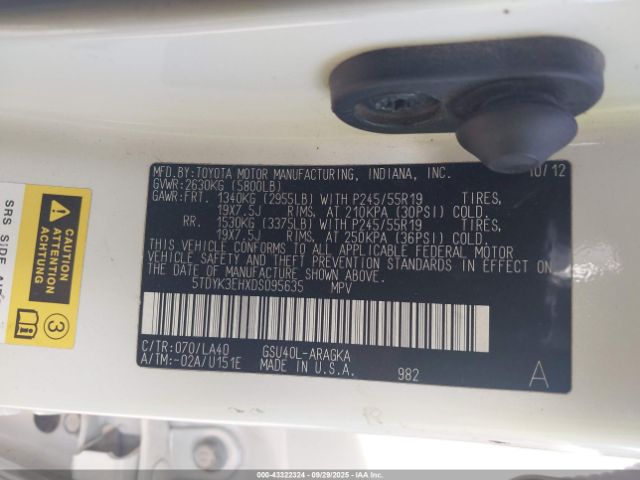 MFD.BY: TOYOTA MOTOR MANUFACTURING, INDIANA, INC. 10/12
GVWR: 2630KG (5800LB)
GAWR: FRT. 1340KG (2955LB) WITH P245/55R19 TIRES,
19X7.5J RIMS, AT 210KPA (30PSI) COLD.
RR. 1530KG (3375LB) WITH P245/55R19 TIRES,
19X7.5J RIMS, AT 250KPA (36PSI) COLD.
THIS VEHICLE CONFORMS TO ALL APPLICABLE FEDERAL MOTOR
VEHICLE SAFETY, THEFT PREVENTION STANDARDS IN EFFECT ON
THE DATE OF MANUFACTURE SHOWN ABOVE.
5TDYK3EHXDS095635 MPV
C/TR: 070/LA40 GSU40L-ARAGKA
A/TM: -02A/U151E MADE IN U.S.A.
982
A
CAUTION
ACHTUNG
SRS SIDE
3
000-43322324 | 09/29/2025 | COPART